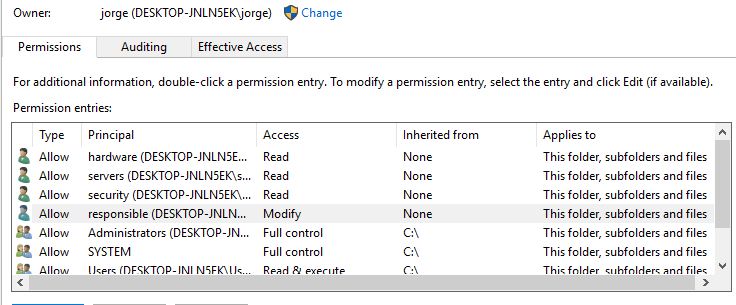 Owner: jorge (DESKTOP-JNLN5EK\jorge) Change
Permissions Auditing Effective Access
For additional information, double-click a permission entry. To modify a permission entry, select the entry and click Edit (if available).
Permission entries:
Type Principal Access Inherited from Applies to
Allow hardware (DESKTOP-JNLN5E... Read None This folder, subfolders and files
Allow servers (DESKTOP-JNLN5EK\s... Read None This folder, subfolders and files
Allow security (DESKTOP-JNLN5EK\... Read None This folder, subfolders and files
Allow responsible (DESKTOP-JNLN... Modify None This folder, subfolders and files
Allow Administrators (DESKTOP-JN... Full control C:\ This folder, subfolders and files
Allow SYSTEM Full control C:\ This folder, subfolders and files
Allow Users (DESKTOP-JNLN5EK\Us... Read & execute C:\ This folder, subfolders and files